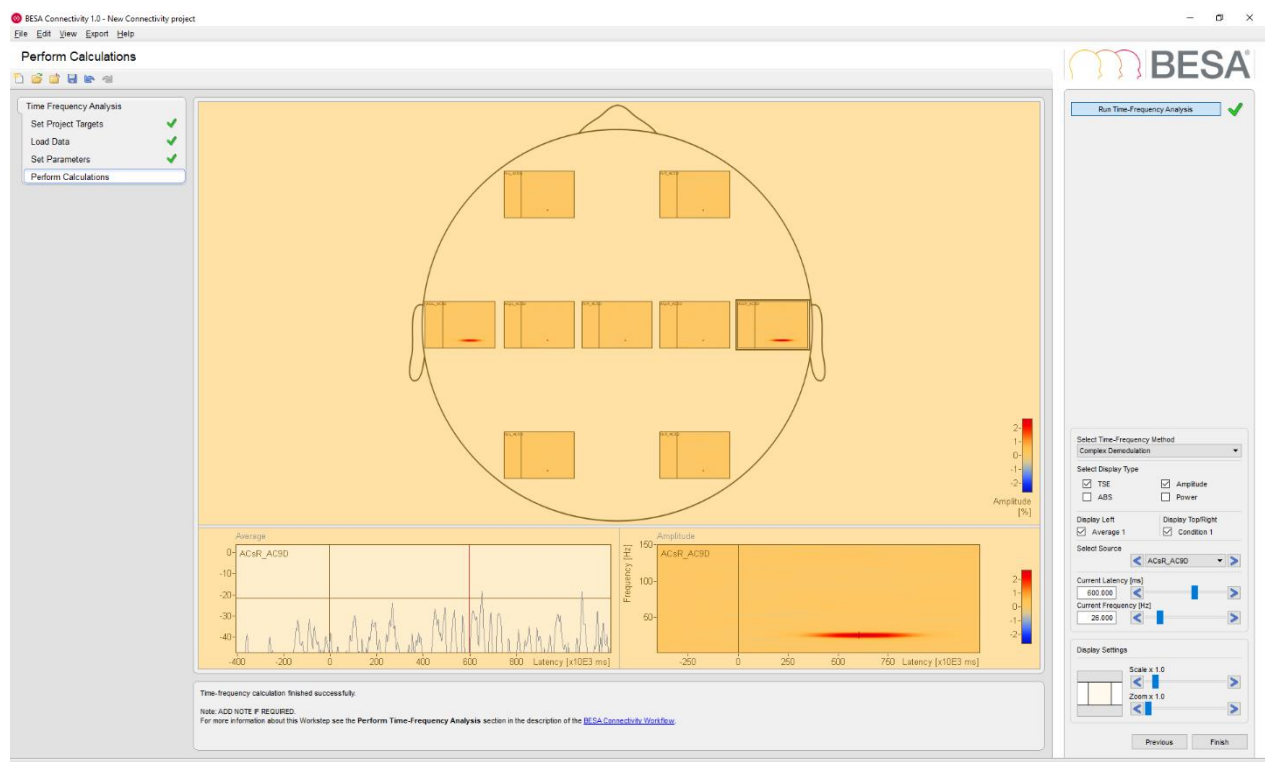 BESA Connectivity 1.0 - New Connectivity project
File Edit View Export Help
Perform Calculations
BESA
Time Frequency Analysis
Set Project Targets
Load Data
Set Parameters
Perform Calculations
Run Time-Frequency Analysis
2
1
0
-1
-2
Amplitude
[%]
Average
ACsR_AC9D
0
-10
-20
-30
-40
-400 -200 0 200 400 600 800 Latency [x10E3 ms]
Amplitude
ACsR_AC9D
Frequency [Hz]
150
100
50
-250 0 250 500 750 Latency [x10E3 ms]
2
1
0
-1
-2
Select Time-Frequency Method
Complex Demodulation
Select Display Type
TSE Amplitude
ABS Power
Display Left Display Top/Right
Average 1 Condition 1
Select Source
ACsR_AC9D
Current Latency [ms]
600.000
Current Frequency [Hz]
25.000
Display Settings
Scale x 1.0
Zoom x 1.0
Previous Finish
Time-frequency calculation finished successfully.
Note: ADD NOTE IF REQUIRED.
For more information about this Workstep see the Perform Time-Frequency Analysis section in the description of the BESA Connectivity Workflow.